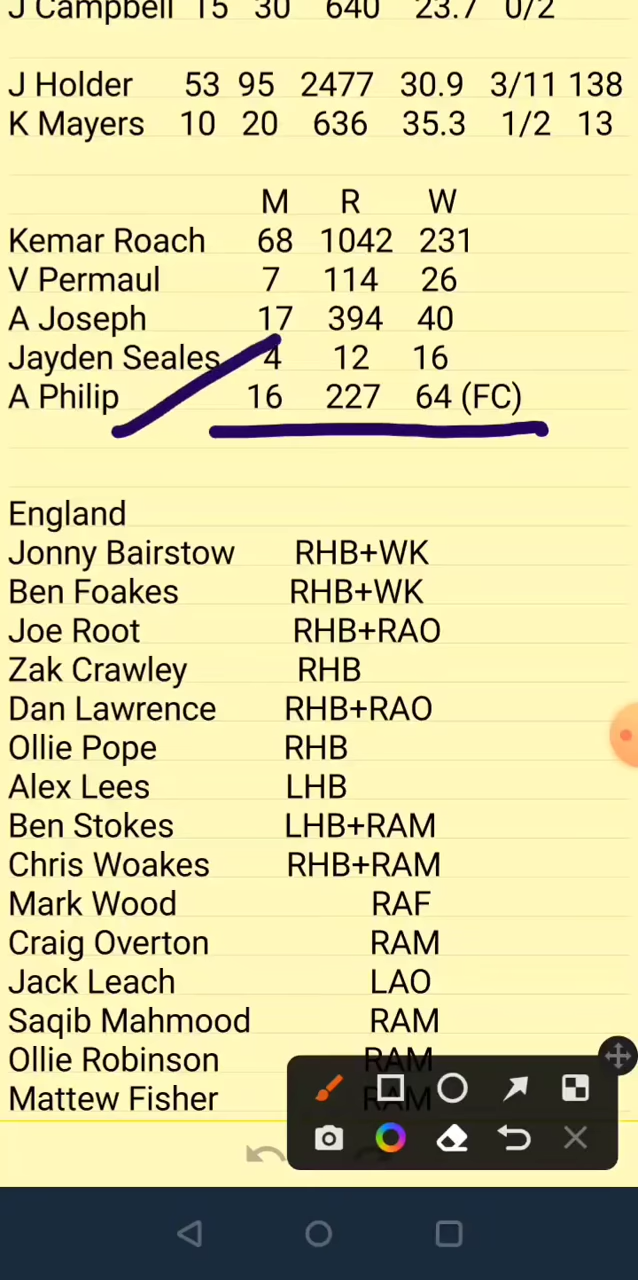 J Campbell 15 30 640 23.7 0/2
J Holder 53 95 2477 30.9 3/11 138
K Mayers 10 20 636 35.3 1/2 13
M R W
Kemar Roach 68 1042 231
V Permaul 7 114 26
A Joseph 17 394 40
Jayden Seales 4 12 16
A Philip 16 227 64 (FC)
England
Jonny Bairstow RHB+WK
Ben Foakes RHB+WK
Joe Root RHB+RAO
Zak Crawley RHB
Dan Lawrence RHB+RAO
Ollie Pope RHB
Alex Lees LHB
Ben Stokes LHB+RAM
Chris Woakes RHB+RAM
Mark Wood RAF
Craig Overton RAM
Jack Leach LAO
Saqib Mahmood RAM
Ollie Robinson RAM
Mattew Fisher RAM